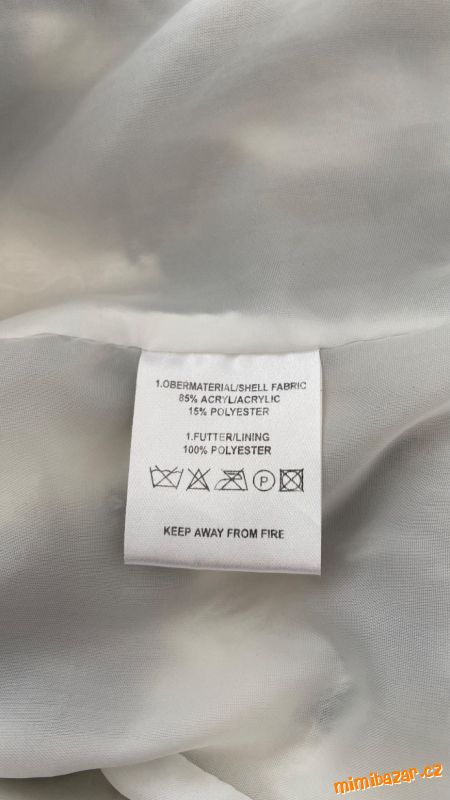 1.OBERMATERIAL/SHELL FABRIC
85% ACRYL/ACRYLIC
15% POLYESTER
1.FUTTER/LINING
100% POLYESTER
P
KEEP AWAY FROM FIRE
mimibazar.cz